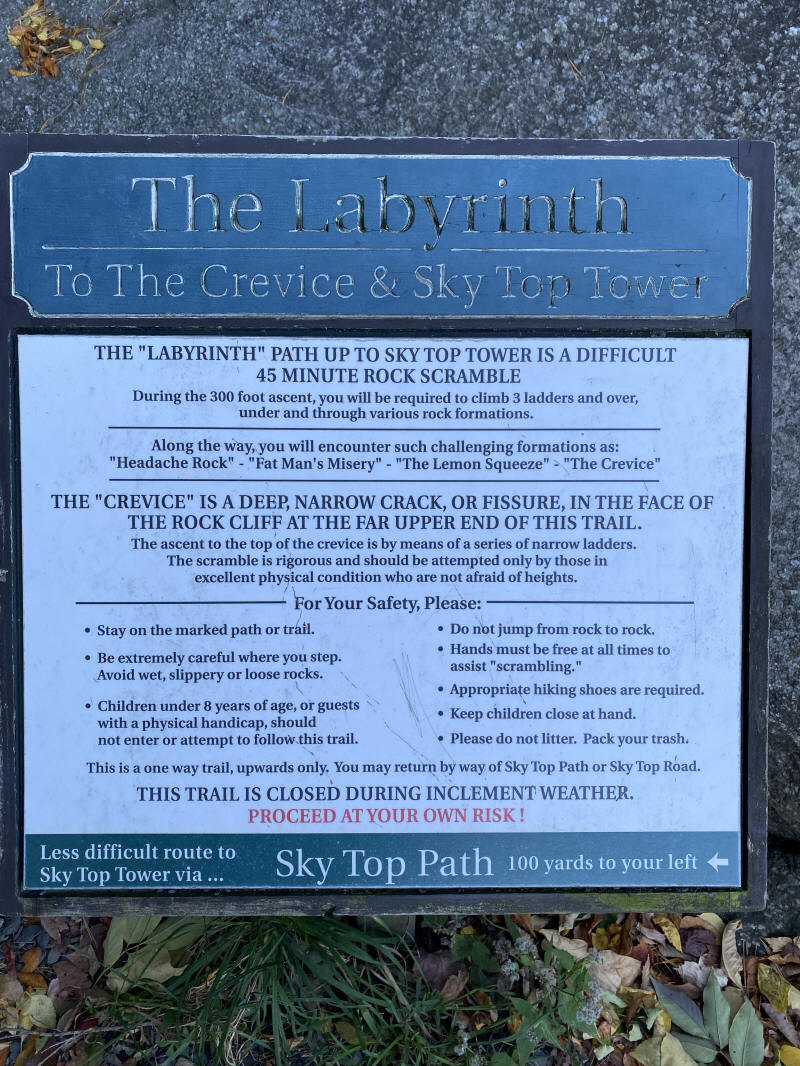 The Labyrinth
To The Crevice & Sky Top Tower
THE "LABYRINTH" PATH UP TO SKY TOP TOWER IS A DIFFICULT
45 MINUTE ROCK SCRAMBLE
During the 300 foot ascent, you will be required to climb 3 ladders and over,
under and through various rock formations.
Along the way, you will encounter such challenging formations as:
"Headache Rock" - "Fat Man's Misery" - "The Lemon Squeeze" - "The Crevice"
THE "CREVICE" IS A DEEP, NARROW CRACK, OR FISSURE, IN THE FACE OF
THE ROCK CLIFF AT THE FAR UPPER END OF THIS TRAIL.
The ascent to the top of the crevice is by means of a series of narrow ladders.
The scramble is rigorous and should be attempted only by those in
excellent physical condition who are not afraid of heights.
For Your Safety, Please:
• Stay on the marked path or trail.
• Be extremely careful where you step.
Avoid wet, slippery or loose rocks.
• Children under 8 years of age, or guests
with a physical handicap, should
not enter or attempt to follow this trail.
• Do not jump from rock to rock.
• Hands must be free at all times to
assist "scrambling."
• Appropriate hiking shoes are required.
• Keep children close at hand.
• Please do not litter. Pack your trash.
This is a one way trail, upwards only. You may return by way of Sky Top Path or Sky Top Road.
THIS TRAIL IS CLOSED DURING INCLEMENT WEATHER.
PROCEED AT YOUR OWN RISK !
Less difficult route to
Sky Top Tower via ...
Sky Top Path 100 yards to your left ←